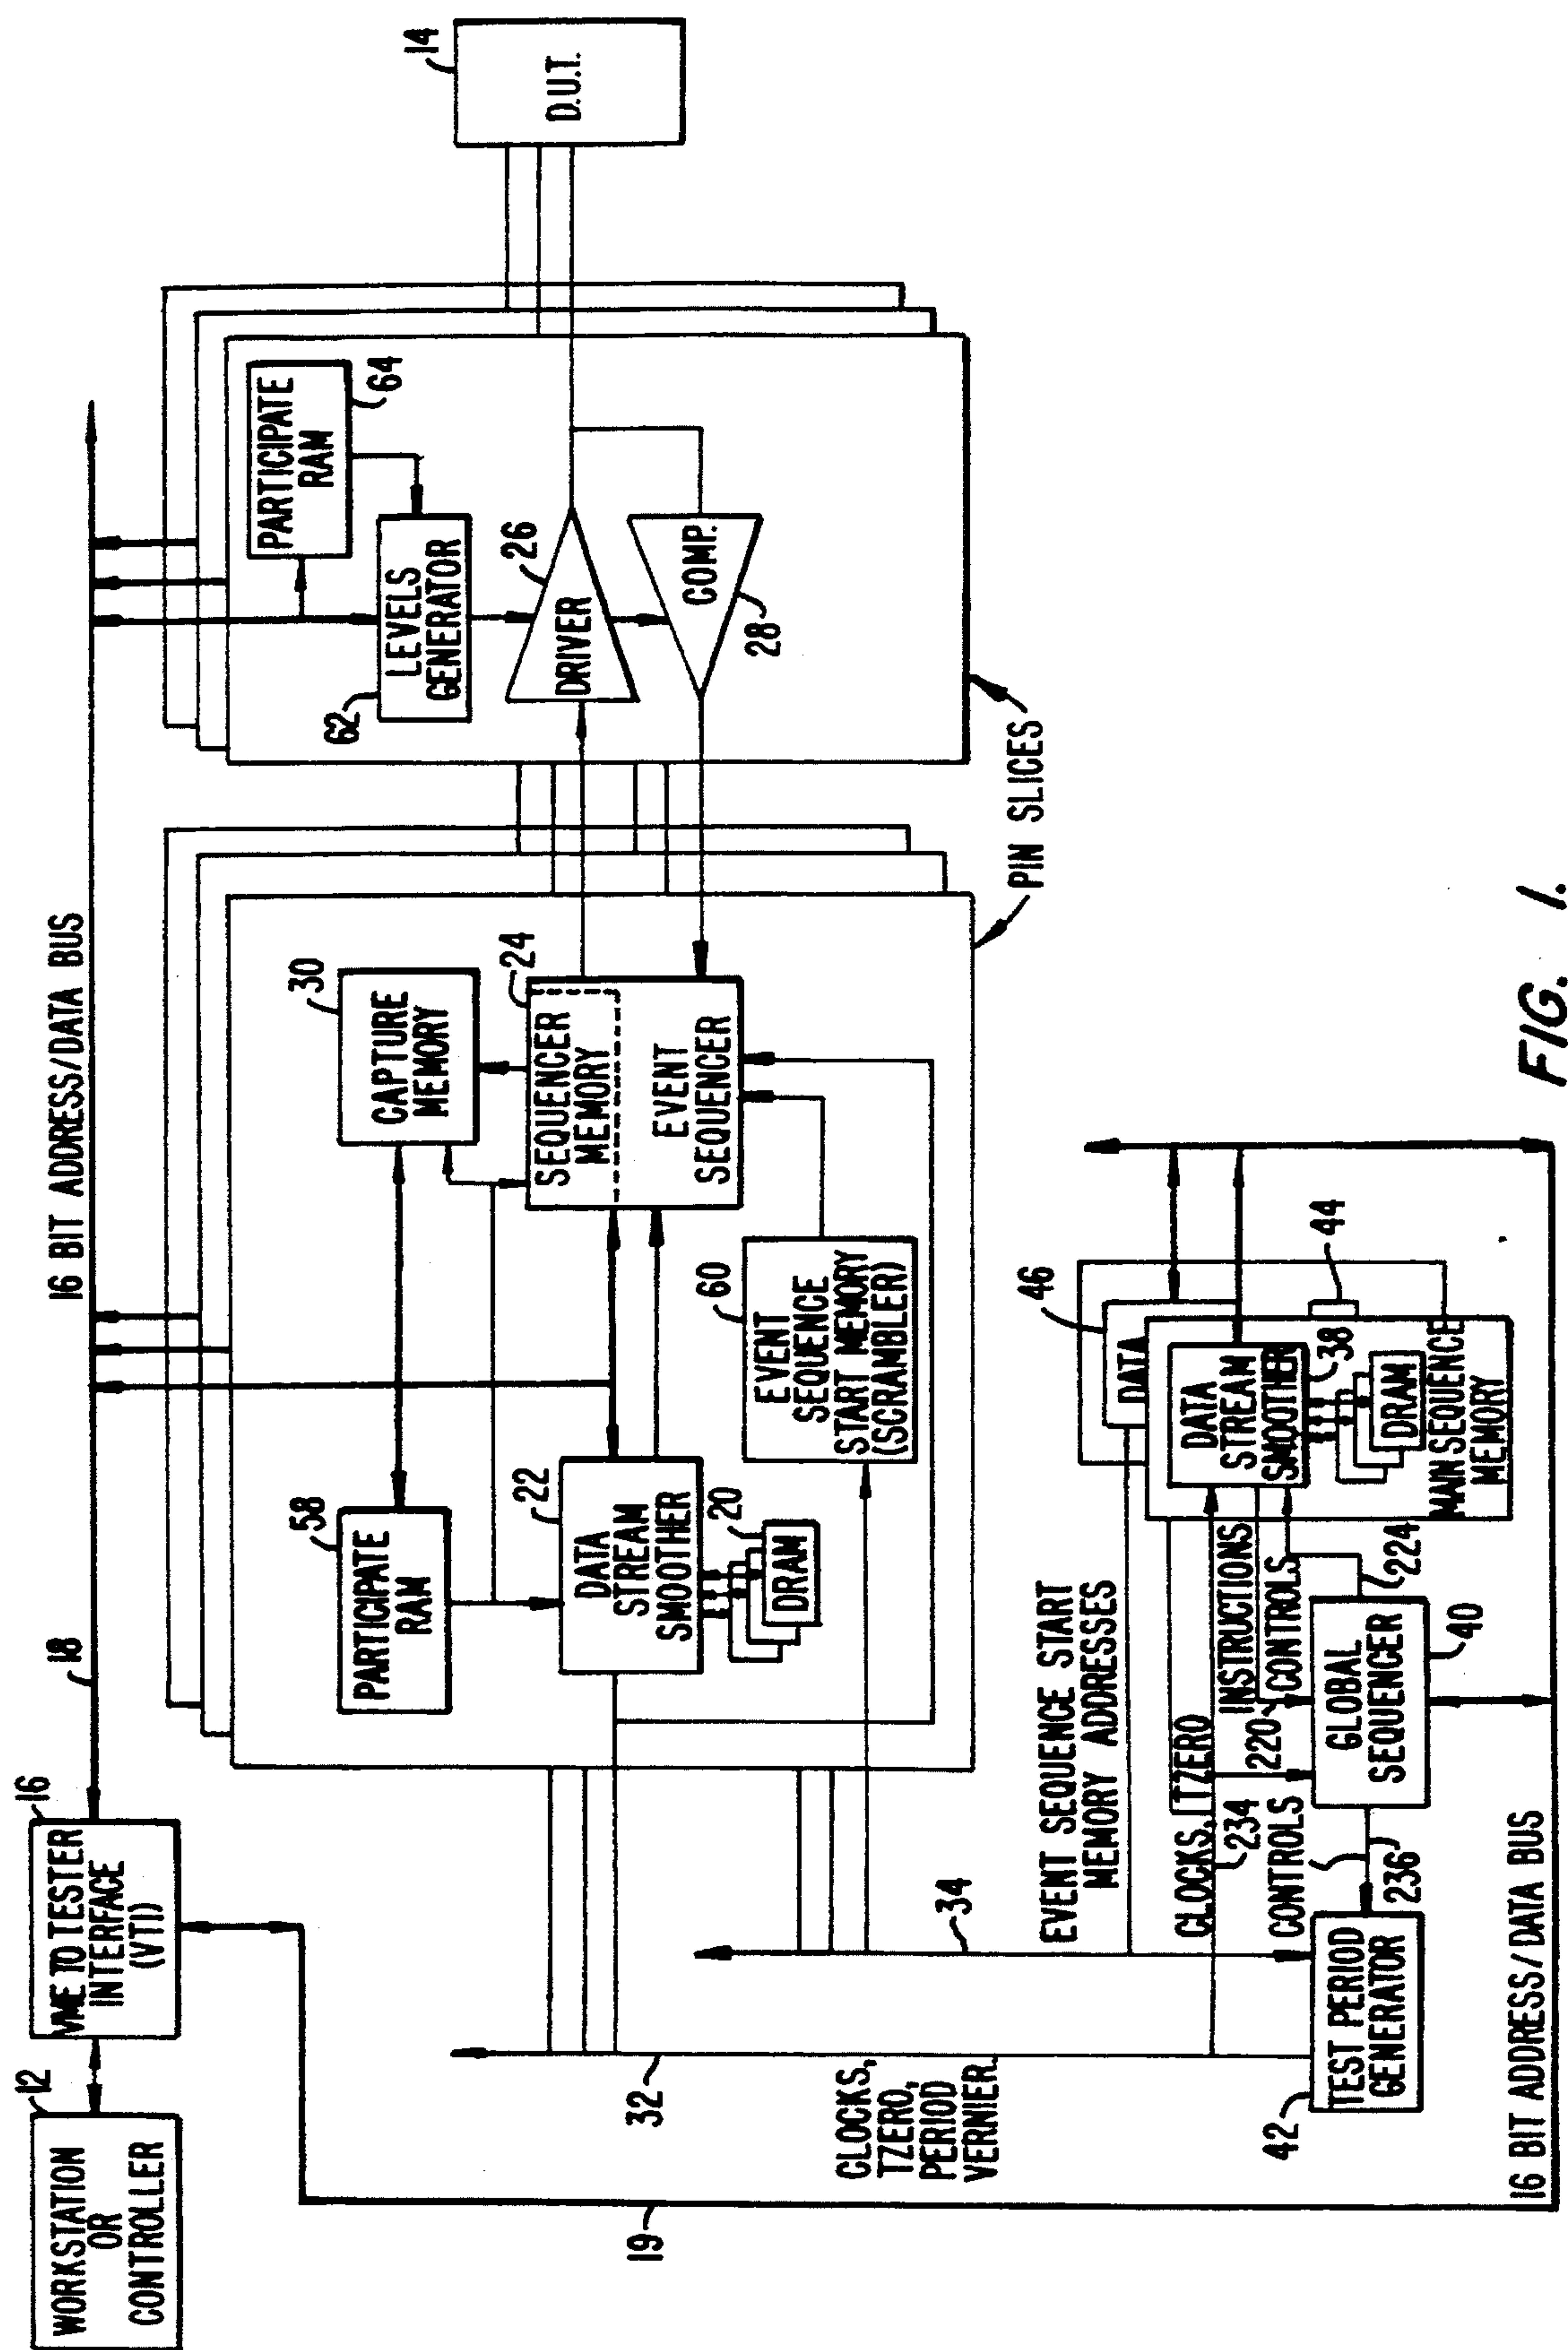 WORKSTATION
OR
CONTROLLER
12
VME TO TESTER
INTERFACE
(VTI)
16
18
16 BIT ADDRESS/DATA BUS
19
PARTICIPATE
RAM
58
CAPTURE
MEMORY
30
DATA
STREAM
SMOOTHER
22
DRAM
20
SEQUENCER
MEMORY
24
EVENT
SEQUENCER
EVENT
SEQUENCE
START MEMORY
(SCRAMBLER)
60
PARTICIPATE
RAM
64
LEVELS
GENERATOR
62
DRIVER
26
COMP.
28
D.U.T.
14
PIN SLICES
32
CLOCKS,
TZERO,
PERIOD
VERNIER.
34
EVENT SEQUENCE START
MEMORY ADDRESSES
CLOCKS, TZERO
234
CONTROLS
236
TEST PERIOD
GENERATOR
42
GLOBAL
SEQUENCER
40
INSTRUCTIONS
220
CONTROLS
224
46
DATA
DATA
STREAM
SMOOTHER
38
DRAM
MAIN SEQUENCE
MEMORY
44
16 BIT ADDRESS/DATA BUS
FIG. 1.